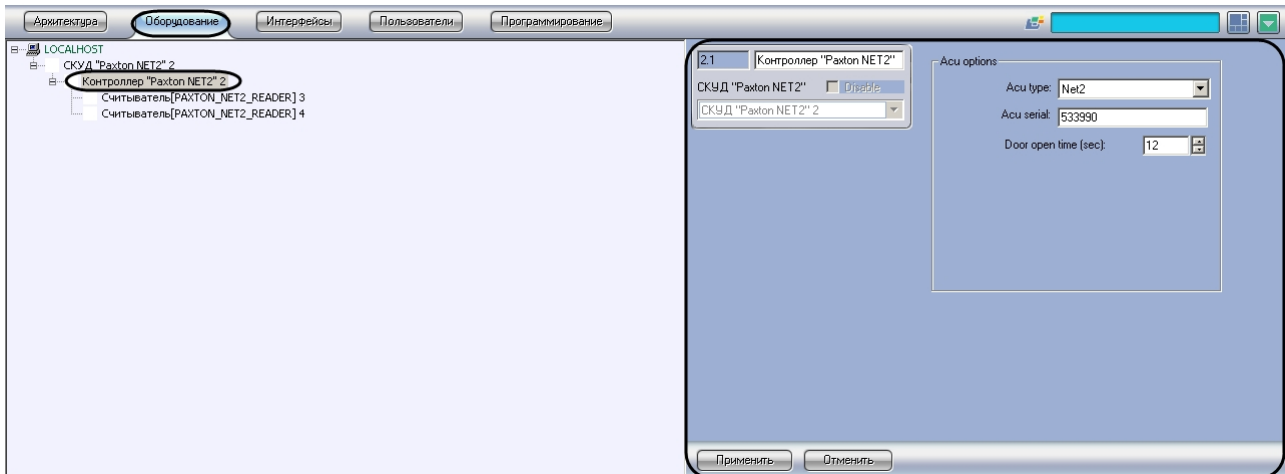 Архитектура Оборудование Интерфейсы Пользователи Программирование
LOCALHOST
СКУД "Paxton NET2" 2
Контроллер "Paxton NET2" 2
Считыватель[PAXTON_NET2_READER] 3
Считыватель[PAXTON_NET2_READER] 4
2.1 Контроллер "Paxton NET2"
СКУД "Paxton NET2" Disable
СКУД "Paxton NET2" 2
Acu options
Acu type: Net2
Acu serial: 533990
Door open time (sec): 12
Применить Отменить